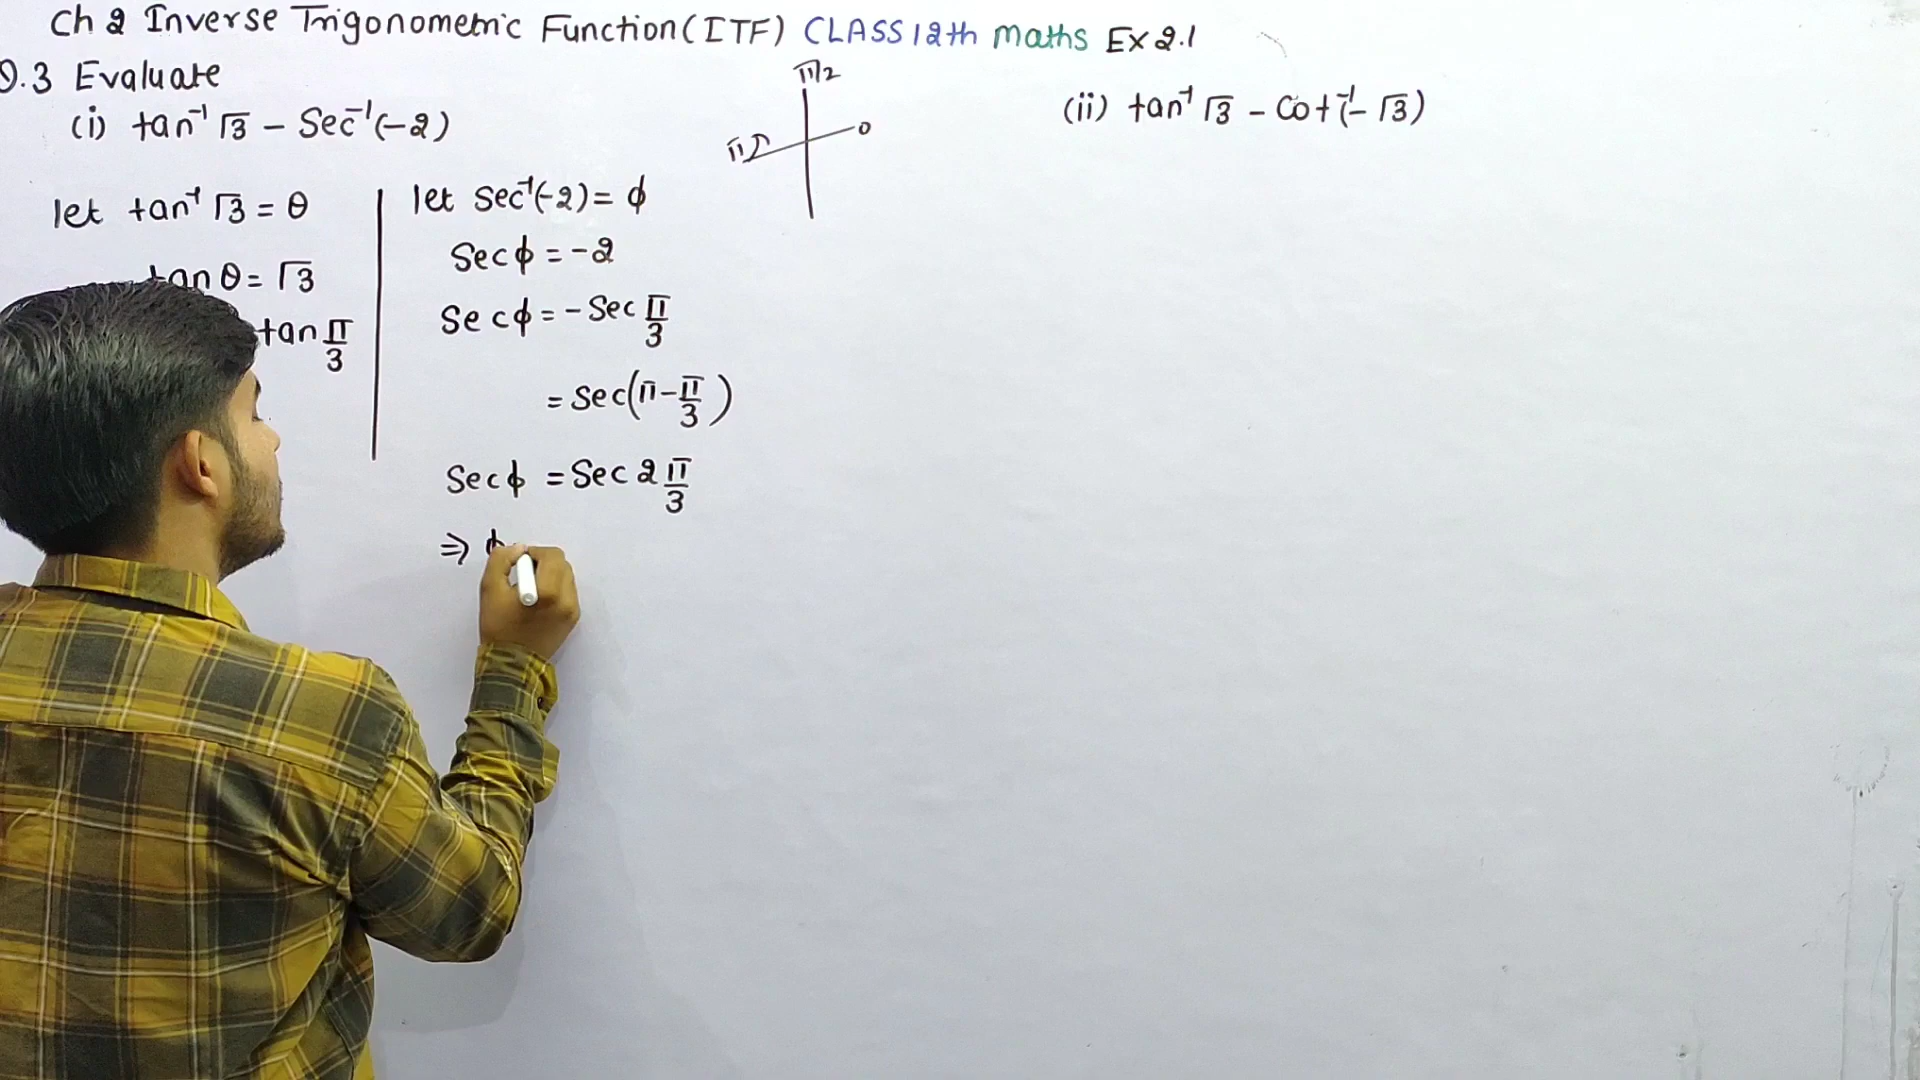 Ch 2 Inverse Trigonometric Function (ITF) CLASS 12th maths Ex 2.1
Q.3 Evaluate
(i) tan⁻¹ √3 - Sec⁻¹(-2)
let tan⁻¹ √3 = θ
tan θ = √3
tan π/3
let Sec⁻¹(-2) = ϕ
Sec ϕ = -2
Sec ϕ = - Sec π/3
= Sec(π - π/3)
Sec ϕ = Sec 2π/3
⇒ ϕ
π/2
π
0
(ii) tan⁻¹ √3 - Cot⁻¹(-√3)